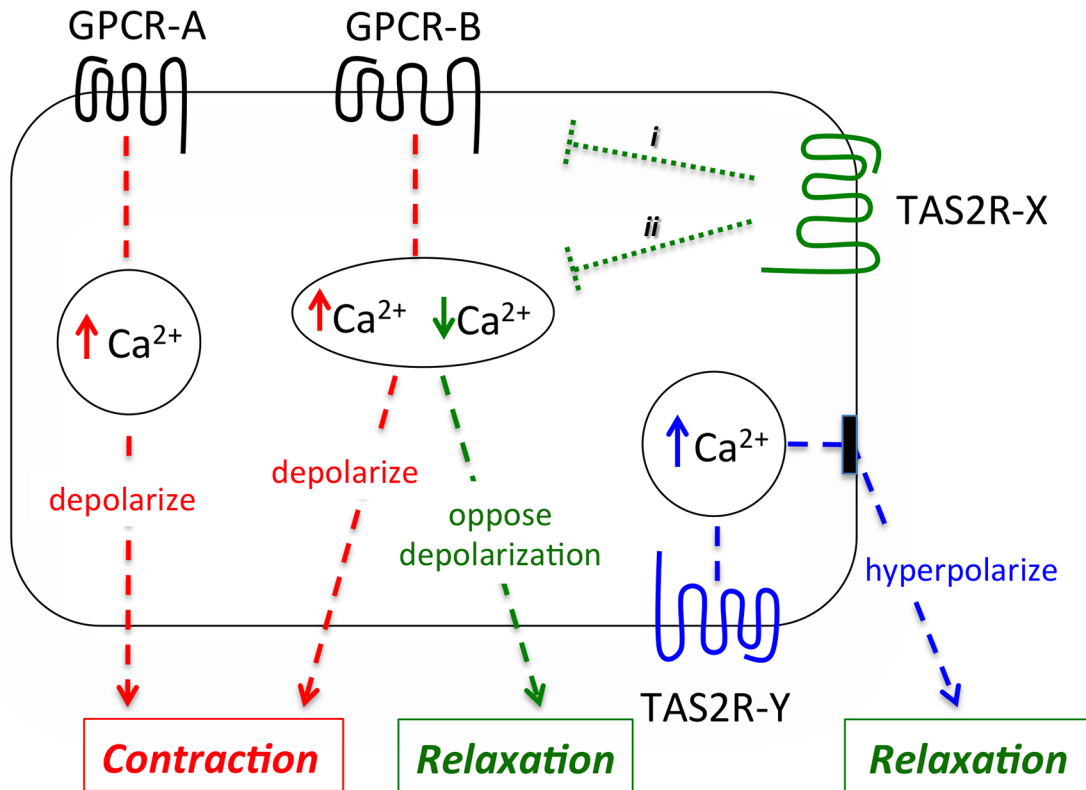 GPCR-A
GPCR-B
i
ii
TAS2R-X
Ca2+
Ca2+
Ca2+
Ca2+
depolarize
depolarize
oppose
depolarization
hyperpolarize
TAS2R-Y
Contraction
Relaxation
Relaxation